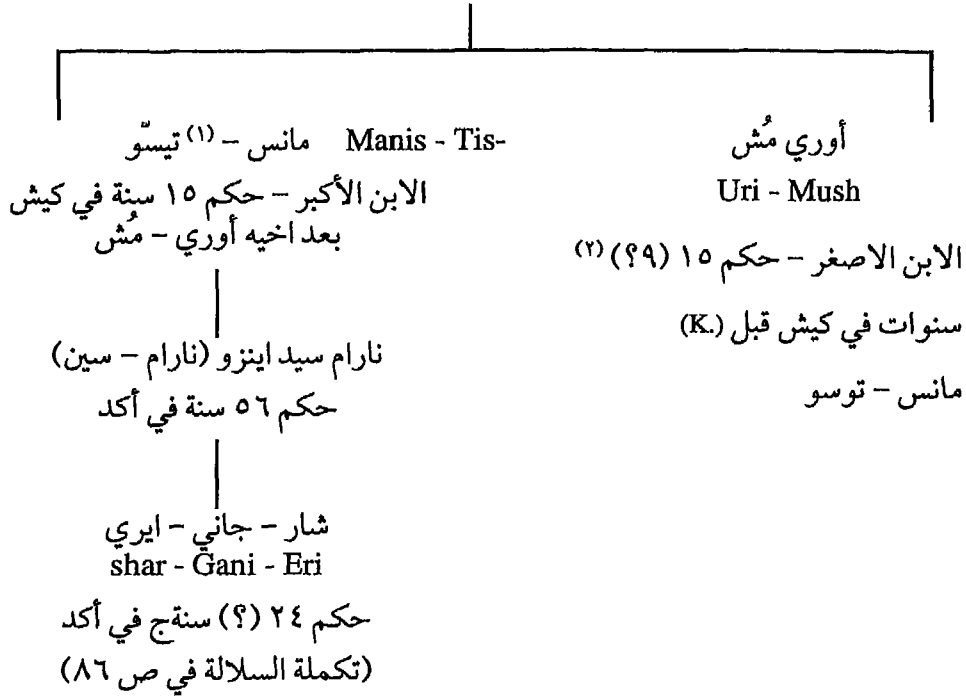 أوري مُش
Uri - Mush
الابن الاصغر – حكم ١٥ (٩؟) (٢)
سنوات في كيش قبل (K.)
مانس – توسو
مانس – (١) تيسّو Manis - Tis-
الابن الأكبر – حكم ١٥ سنة في كيش
بعد اخيه أوري – مُش
نارام سيد اينزو (نارام – سين)
حكم ٥٦ سنة في أكد
شار – جاني – ايري
shar - Gani - Eri
حكم ٢٤ (؟) سنةج في أكد
(تكملة السلالة في ص ٨٦)